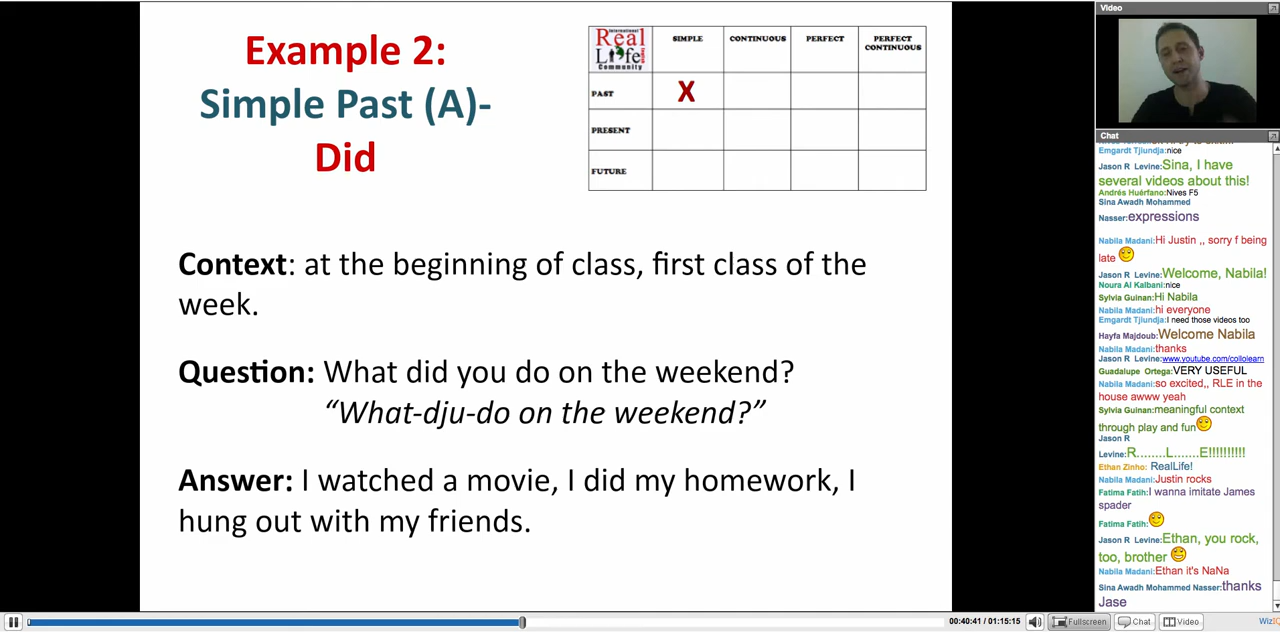 Example 2:
Simple Past (A)-
Did
International
Real
Life
Community
SIMPLE
CONTINUOUS
PERFECT
PERFECT
CONTINUOUS
PAST
X
PRESENT
FUTURE
Context: at the beginning of class, first class of the
week.
Question: What did you do on the weekend?
“What-dju-do on the weekend?”
Answer: I watched a movie, I did my homework, I
hung out with my friends.
Video
Chat
Emgardt Tjiundja:nice
Jason R Levine:Sina, I have
several videos about this!
Andrés Huérfano:Nives F5
Sina Awadh Mohammed
Nasser:expressions
Nabila Madani:Hi Justin ,, sorry f being
late
Jason R Levine:Welcome, Nabila!
Noura Al Kalbani:nice
Sylvia Guinan:Hi Nabila
Nabila Madani:hi everyone
Emgardt Tjiundja:I need those videos too
Hayfa Majdoub:Welcome Nabila
Nabila Madani:thanks
Jason R Levine:www.youtube.com/collolearn
Guadalupe Ortega:VERY USEFUL
Nabila Madani:so excited,, RLE in the
house awww yeah
Sylvia Guinan:meaningful context
through play and fun
Jason R
Levine:R........L.......E!!!!!!!!!!
Ethan Zinho: RealLife!
Nabila Madani:Justin rocks
Fatima Fatih:I wanna imitate James
spader
Fatima Fatih:
Jason R Levine:Ethan, you rock,
too, brother
Nabila Madani:Ethan it's NaNa
Sina Awadh Mohammed Nasser:thanks
Jase
00:40:41 / 01:15:15
Fullscreen
Chat
Video
WizIQ